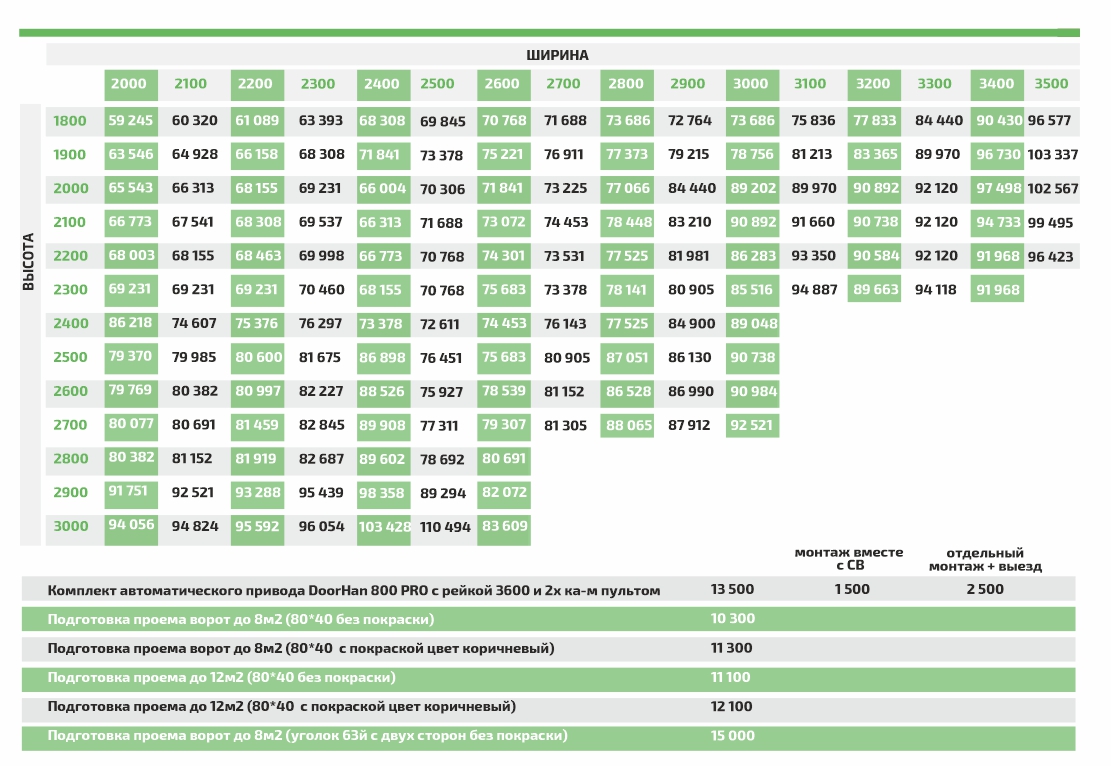 ШИРИНА
2000 2100 2200 2300 2400 2500 2600 2700 2800 2900 3000 3100 3200 3300 3400 3500
ВЫСОТА
1800 59 245 60 320 61 089 63 393 68 308 69 845 70 768 71 688 73 686 72 764 73 686 75 836 77 833 84 440 90 430 96 577
1900 63 546 64 928 66 158 68 308 71 841 73 378 75 221 76 911 77 373 79 215 78 756 81 213 83 365 89 970 96 730 103 337
2000 65 543 66 313 68 155 69 231 66 004 70 306 71 841 73 225 77 066 84 440 89 202 89 970 90 892 92 120 97 498 102 567
2100 66 773 67 541 68 308 69 537 66 313 71 688 73 072 74 453 78 448 83 210 90 892 91 660 90 738 92 120 94 733 99 495
2200 68 003 68 155 68 463 69 998 66 773 70 768 74 301 73 531 77 525 81 981 86 283 93 350 90 584 92 120 91 968 96 423
2300 69 231 69 231 69 231 70 460 68 155 70 768 75 683 73 378 78 141 80 905 85 516 94 887 89 663 94 118 91 968
2400 86 218 74 607 75 376 76 297 73 378 72 611 74 453 76 143 77 525 84 900 89 048
2500 79 370 79 985 80 600 81 675 86 898 76 451 75 683 80 905 87 051 86 130 90 738
2600 79 769 80 382 80 997 82 227 88 526 75 927 78 539 81 152 86 528 86 990 90 984
2700 80 077 80 691 81 459 82 845 89 908 77 311 79 307 81 305 88 065 87 912 92 521
2800 80 382 81 152 81 919 82 687 89 602 78 692 80 691
2900 91 751 92 521 93 288 95 439 98 358 89 294 82 072
3000 94 056 94 824 95 592 96 054 103 428 110 494 83 609
монтаж вместе отдельный
с СВ монтаж + выезд
Комплект автоматического привода DoorHan 800 PRO с рейкой 3600 и 2х ка-м пультом 13 500 1 500 2 500
Подготовка проема ворот до 8м2 (80*40 без покраски) 10 300
Подготовка проема ворот до 8м2 (80*40 с покраской цвет коричневый) 11 300
Подготовка проема до 12м2 (80*40 без покраски) 11 100
Подготовка проема до 12м2 (80*40 с покраской цвет коричневый) 12 100
Подготовка проема ворот до 8м2 (уголок 63й с двух сторон без покраски) 15 000